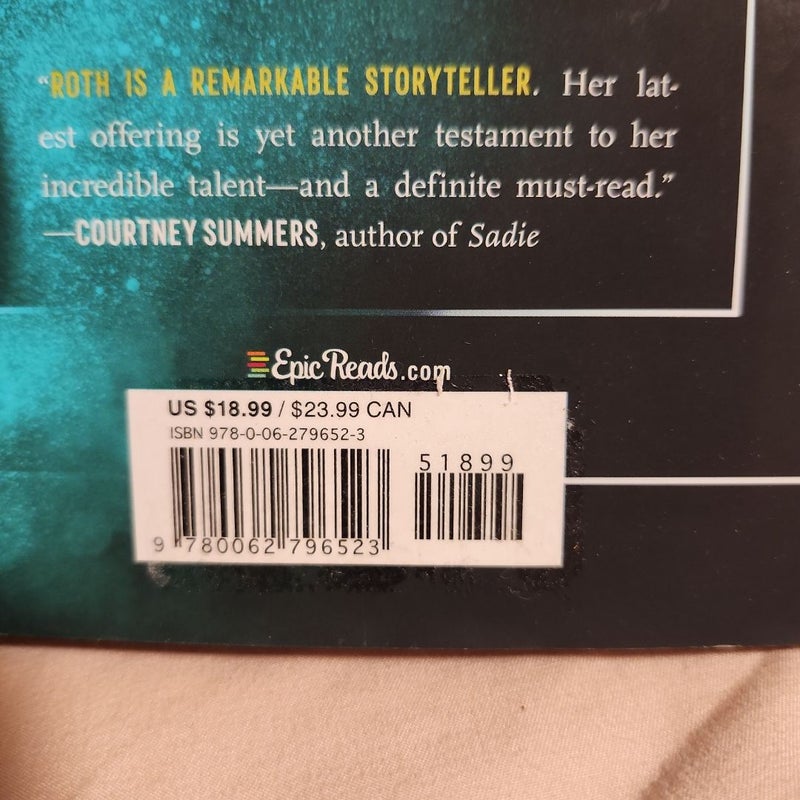 “ROTH IS A REMARKABLE STORYTELLER. Her lat-
est offering is yet another testament to her
incredible talent—and a definite must-read.”
—COURTNEY SUMMERS, author of Sadie
EpicReads.com
US $18.99 / $23.99 CAN
ISBN 978-0-06-279652-3
51899
9 780062 796523